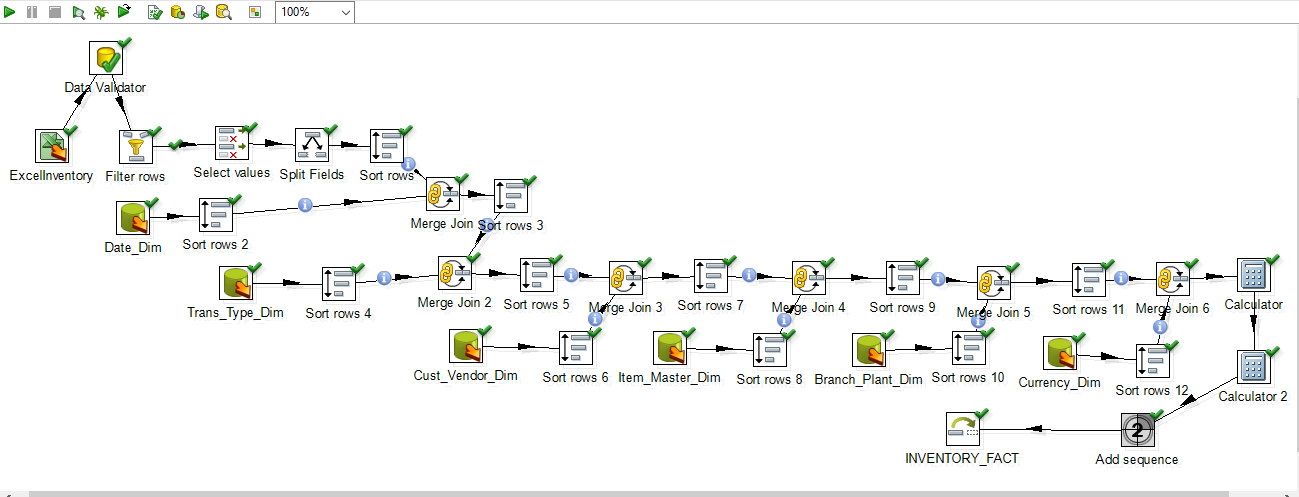 100%
Data Validator
ExcelInventory
Filter rows
Select values
Split Fields
Sort rows
Date_Dim
Sort rows 2
Merge Join
Sort rows 3
Trans_Type_Dim
Sort rows 4
Merge Join 2
Sort rows 5
Merge Join 3
Sort rows 7
Merge Join 4
Sort rows 9
Merge Join 5
Sort rows 11
Merge Join 6
Calculator
Cust_Vendor_Dim
Sort rows 6
Item_Master_Dim
Sort rows 8
Branch_Plant_Dim
Sort rows 10
Currency_Dim
Sort rows 12
Calculator 2
INVENTORY_FACT
2
Add sequence